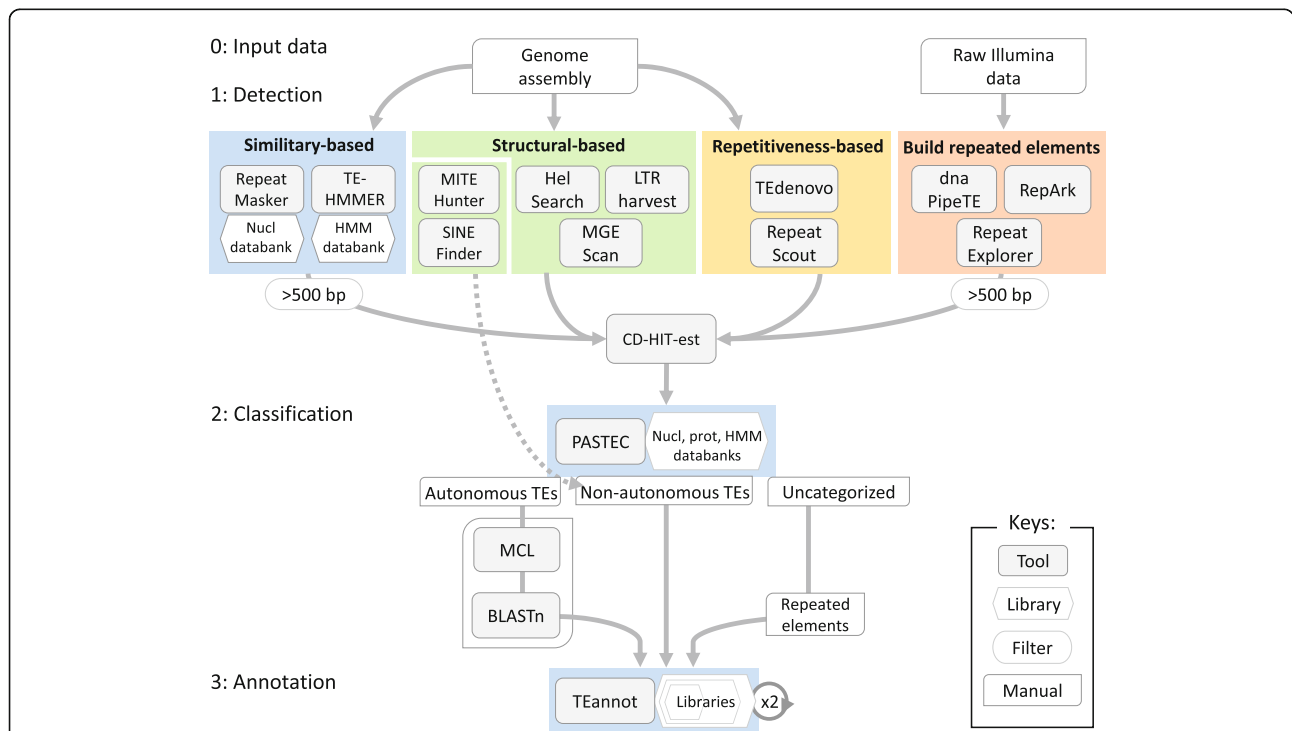 0: Input data
Genome
assembly
Raw Illumina
data
1: Detection
Similitary-based
Structural-based
Repetitiveness-based
Build repeated elements
Repeat
Masker
TE-
HMMER
Nucl
databank
HMM
databank
MITE
Hunter
SINE
Finder
Hel
Search
LTR
harvest
MGE
Scan
TEdenovo
Repeat
Scout
dna
PipeTE
RepArk
Repeat
Explorer
>500 bp
>500 bp
CD-HIT-est
2: Classification
PASTEC
Nucl, prot, HMM
databanks
Autonomous TEs
Non-autonomous TEs
Uncategorized
MCL
BLASTn
Repeated
elements
3: Annotation
TEannot
Libraries
x2
Keys:
Tool
Library
Filter
Manual